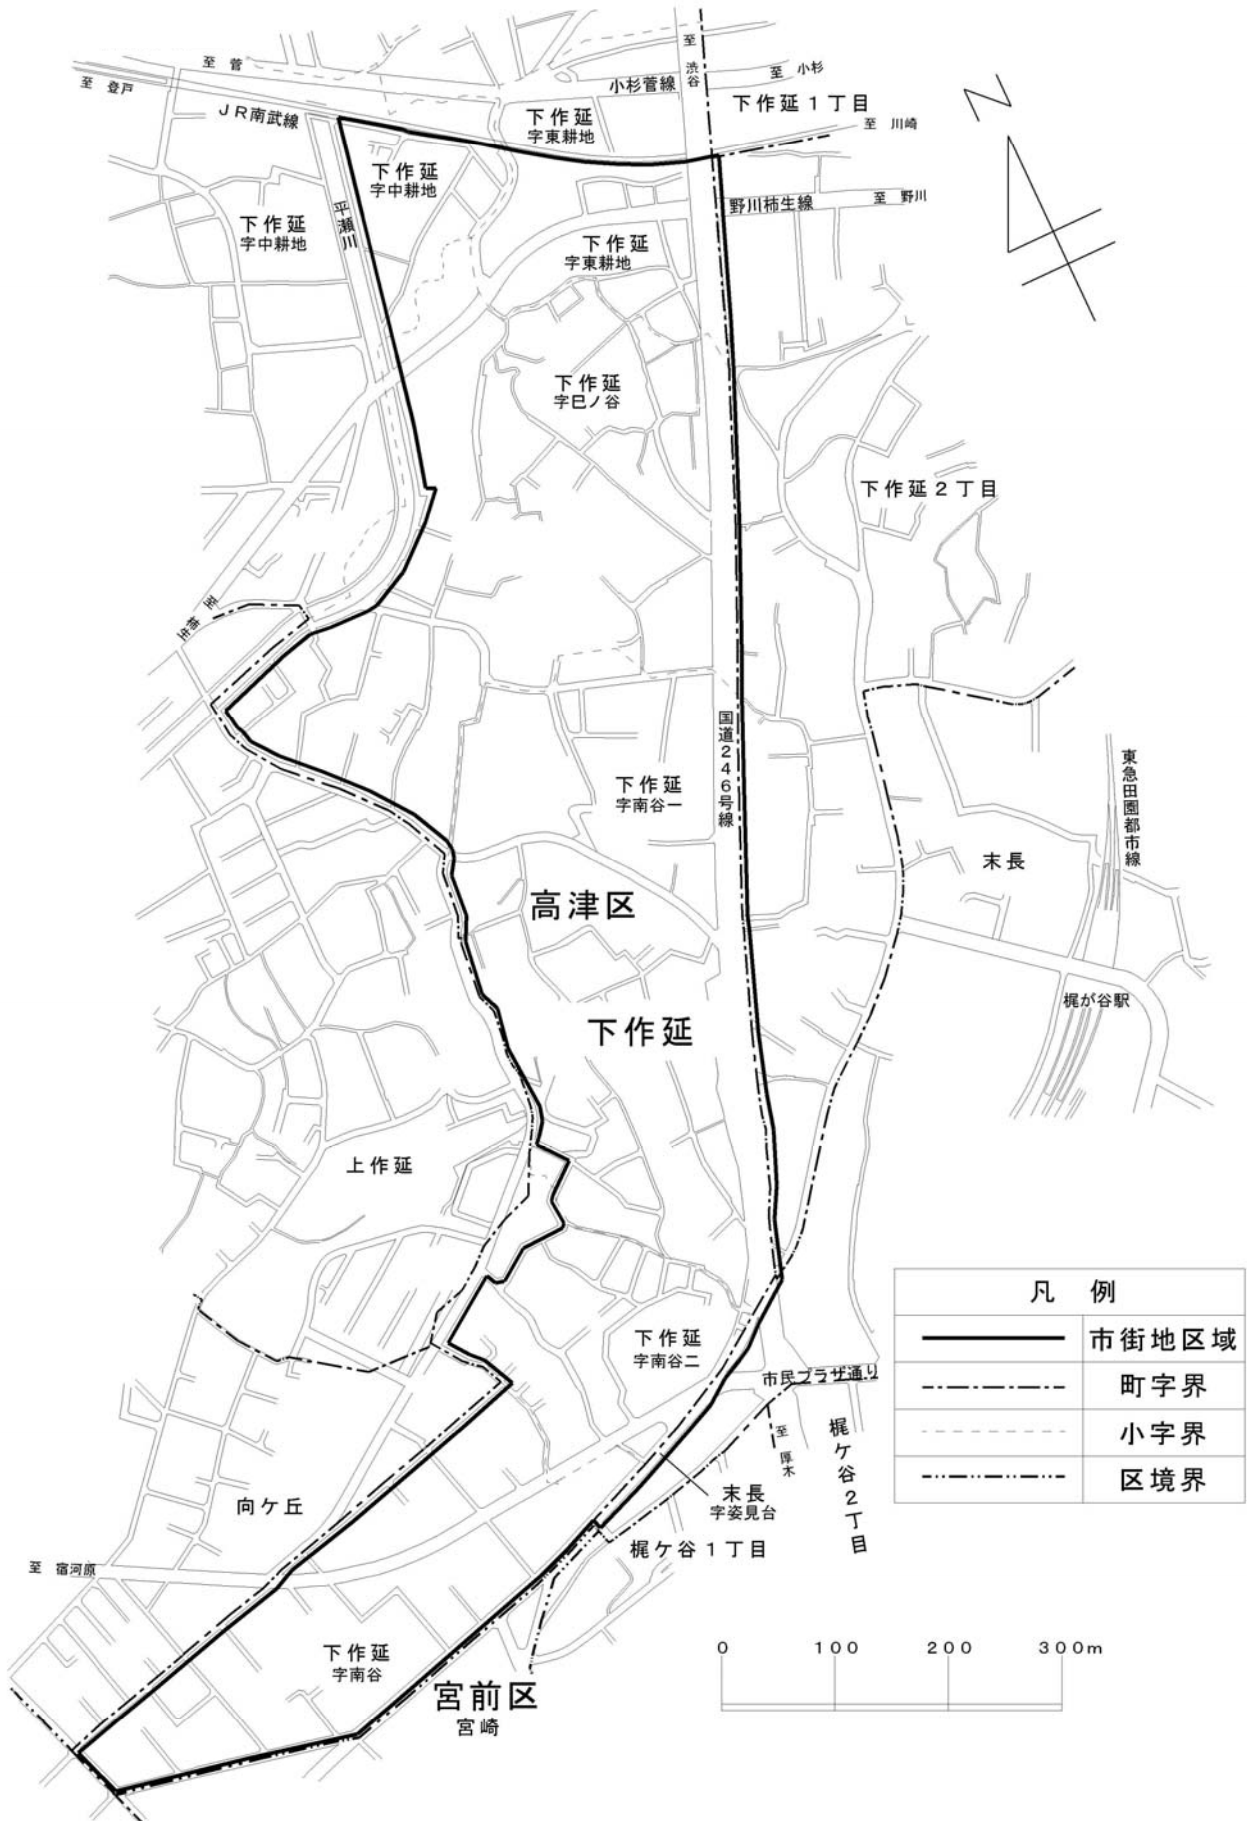 至 菅
至 登戸
JR南武線
小杉菅線
至 渋谷
至 小杉
下作延1丁目
至 川崎
N
下作延
字東耕地
下作延
字中耕地
下作延
字中耕地
平瀬川
下作延
字東耕地
野川柿生線
至 野川
下作延
字巳ノ谷
下作延2丁目
至 柿生
国道246号線
下作延
字南谷一
東急田園都市線
末長
高津区
梶が谷駅
下作延
上作延
凡 例
市街地区域
町字界
小字界
区境界
下作延
字南谷二
市民プラザ通り
至 厚木
梶ケ谷2丁目
末長
字姿見台
梶ケ谷1丁目
向ケ丘
至 宿河原
下作延
字南谷
宮前区
宮崎
0 100 200 300m